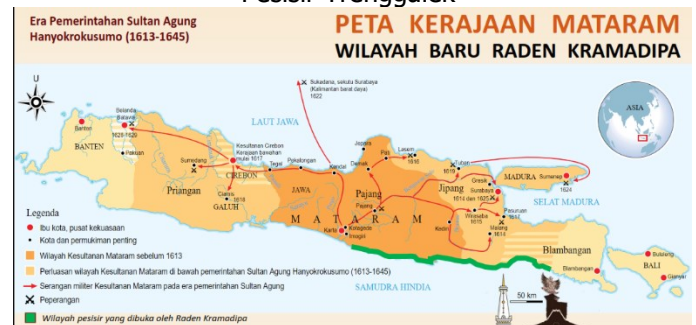 Pesisir Trenggalek
Era Pemerintahan Sultan Agung
Hanyokrokusumo (1613-1645)
PETA KERAJAAN MATARAM
WILAYAH BARU RADEN KRAMADIPA
U
Sukadana, sekutu Surabaya
(Kalimantan barat daya)
1622
ASIA
LAUT JAWA
Banten
BANTEN
Belanda
Batavia
1628-1629
Pakuan
Kesultanan Cirebon
Kerajaan bawahan
mulai 1617
Sumedang
CIREBON
Priangan
Ciamis
1618
GALUH
Tegal
Pekalongan
Kendal
JAWA
Jepara
Demak
Pati
Lasem
1616
Tuban
1619
Pajang
Pajang
Jipang
1614 dan 1625
Gresik
Surabaya
MADURA
Sumenep
1624
SELAT MADURA
MATARAM
Karta
Kotagede
Imogiri
Kediri
Wirasaba
1615
Pasuruan
Malang
1614
Blambangan
Blambangan
BALI
Buleleng
Gianyar
SAMUDRA HINDIA
50 km
Legenda
Ibu kota, pusat kekuasaan
Kota dan permukiman penting
Wilayah Kesultanan Mataram sebelum 1613
Perluasan wilayah Kesultanan Mataram di bawah pemerintahan Sultan Agung Hanyokrokusumo (1613-1645)
Serangan militer Kesultanan Mataram pada era pemerintahan Sultan Agung
Peperangan
Wilayah pesisir yang dibuka oleh Raden Kramadipa